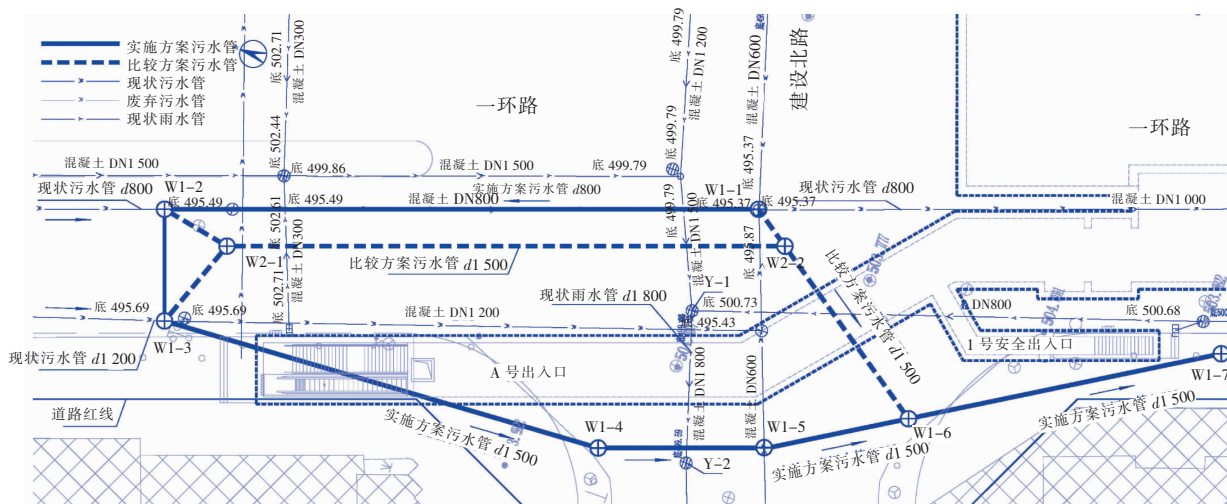 实施方案污水管
比较方案污水管
现状污水管
废弃污水管
现状雨水管
底 502.71
混凝土 DN300
底 502.44
底 499.79
混凝土 DN1 200
底 499.79
混凝土 DN600
底 495.37
建设北路
一环路
一环路
混凝土 DN1 500
底 499.86
混凝土 DN1 500
底 499.79
现状污水管 d800
W1-2
底 495.49
底 495.49
混凝土 DN800
实施方案污水管 d800
W1-1
底 495.37
底 495.37
现状污水管 d800
混凝土 DN1 000
底 502.61
混凝土 DN300
底 502.71
底 499.79
混凝土 DN1 500
底 495.87
W2-1
比较方案污水管 d1 500
W2-2
比较方案污水管 d1 500
Y-1
现状雨水管 d1 800
底 500.73
底 495.43
DN800
底 500.68
底 495.69
底 495.69
混凝土 DN1 200
W1-3
现状污水管 d1 200
A 号出入口
1 号安全出入口
混凝土 DN1 800
混凝土 DN600
道路红线
实施方案污水管 d1 500
W1-4
W1-5
W1-6
W1-7
Y-2
实施方案污水管 d1 500
实施方案污水管 d1 500